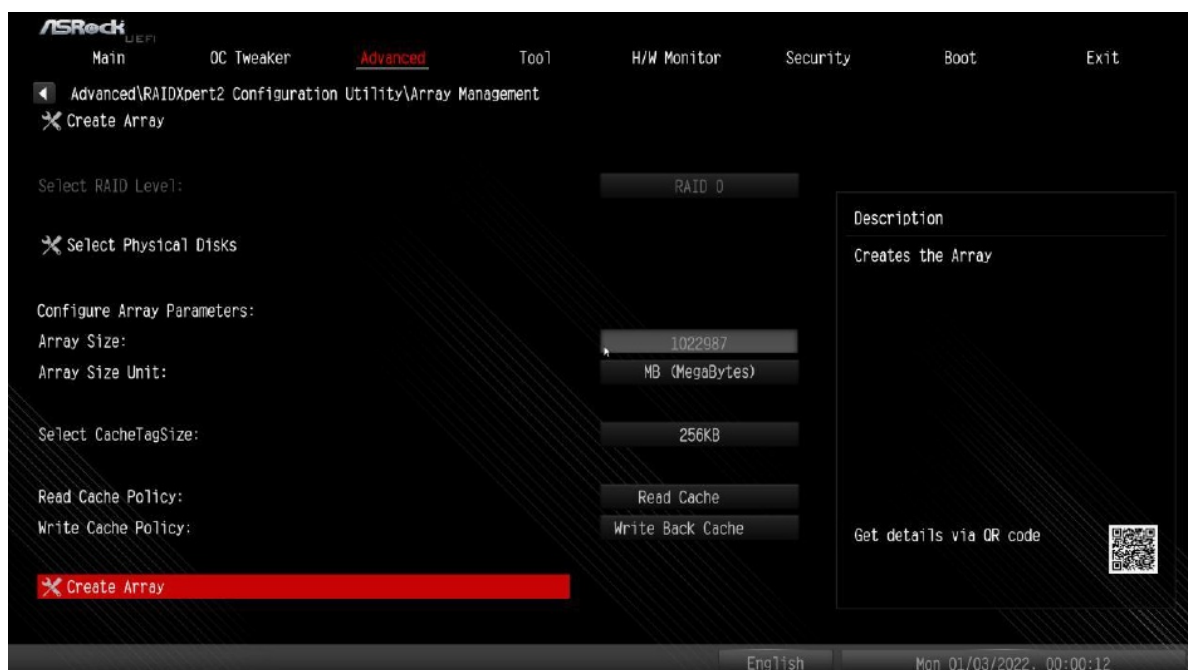 ASRock
UEFI
Main OC Tweaker Advanced Tool H/W Monitor Security Boot Exit
Advanced\RAIDXpert2 Configuration Utility\Array Management
Create Array
Select RAID Level: RAID 0
Select Physical Disks
Configure Array Parameters:
Array Size: 1022987
Array Size Unit: MB (MegaBytes)
Select CacheTagSize: 256KB
Read Cache Policy: Read Cache
Write Cache Policy: Write Back Cache
Create Array
Description
Creates the Array
Get details via QR code
English Mon 01/03/2022, 00:00:12